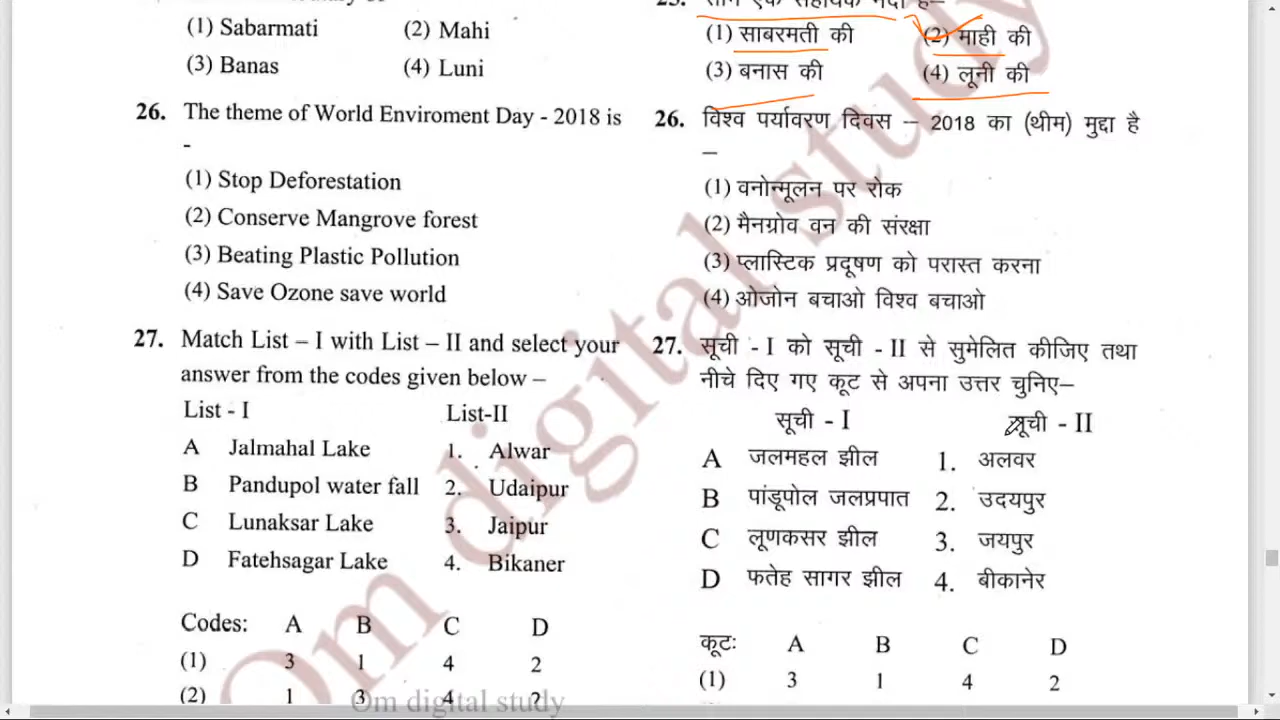 (1) Sabarmati (2) Mahi
(3) Banas (4) Luni
26. The theme of World Enviroment Day - 2018 is
-
(1) Stop Deforestation
(2) Conserve Mangrove forest
(3) Beating Plastic Pollution
(4) Save Ozone save world
27. Match List – I with List – II and select your
answer from the codes given below –
List - I List-II
A Jalmahal Lake 1. Alwar
B Pandupol water fall 2. Udaipur
C Lunaksar Lake 3. Jaipur
D Fatehsagar Lake 4. Bikaner
Codes: A B C D
(1) 3 1 4 2
(2) 1 3 4
(1) साबरमती की (2) माही की
(3) बनास की (4) लूनी की
26. विश्व पर्यावरण दिवस – 2018 का (थीम) मुद्दा है
–
(1) वनोन्मूलन पर रोक
(2) मैनग्रोव वन की संरक्षा
(3) प्लास्टिक प्रदूषण को परास्त करना
(4) ओजोन बचाओ विश्व बचाओ
27. सूची - I को सूची - II से सुमेलित कीजिए तथा
नीचे दिए गए कूट से अपना उत्तर चुनिए–
सूची - I सूची - II
A जलमहल झील 1. अलवर
B पांडूपोल जलप्रपात 2. उदयपुर
C लूणकसर झील 3. जयपुर
D फतेह सागर झील 4. बीकानेर
कूटः A B C D
(1) 3 1 4 2
Om digital study
Om digital study